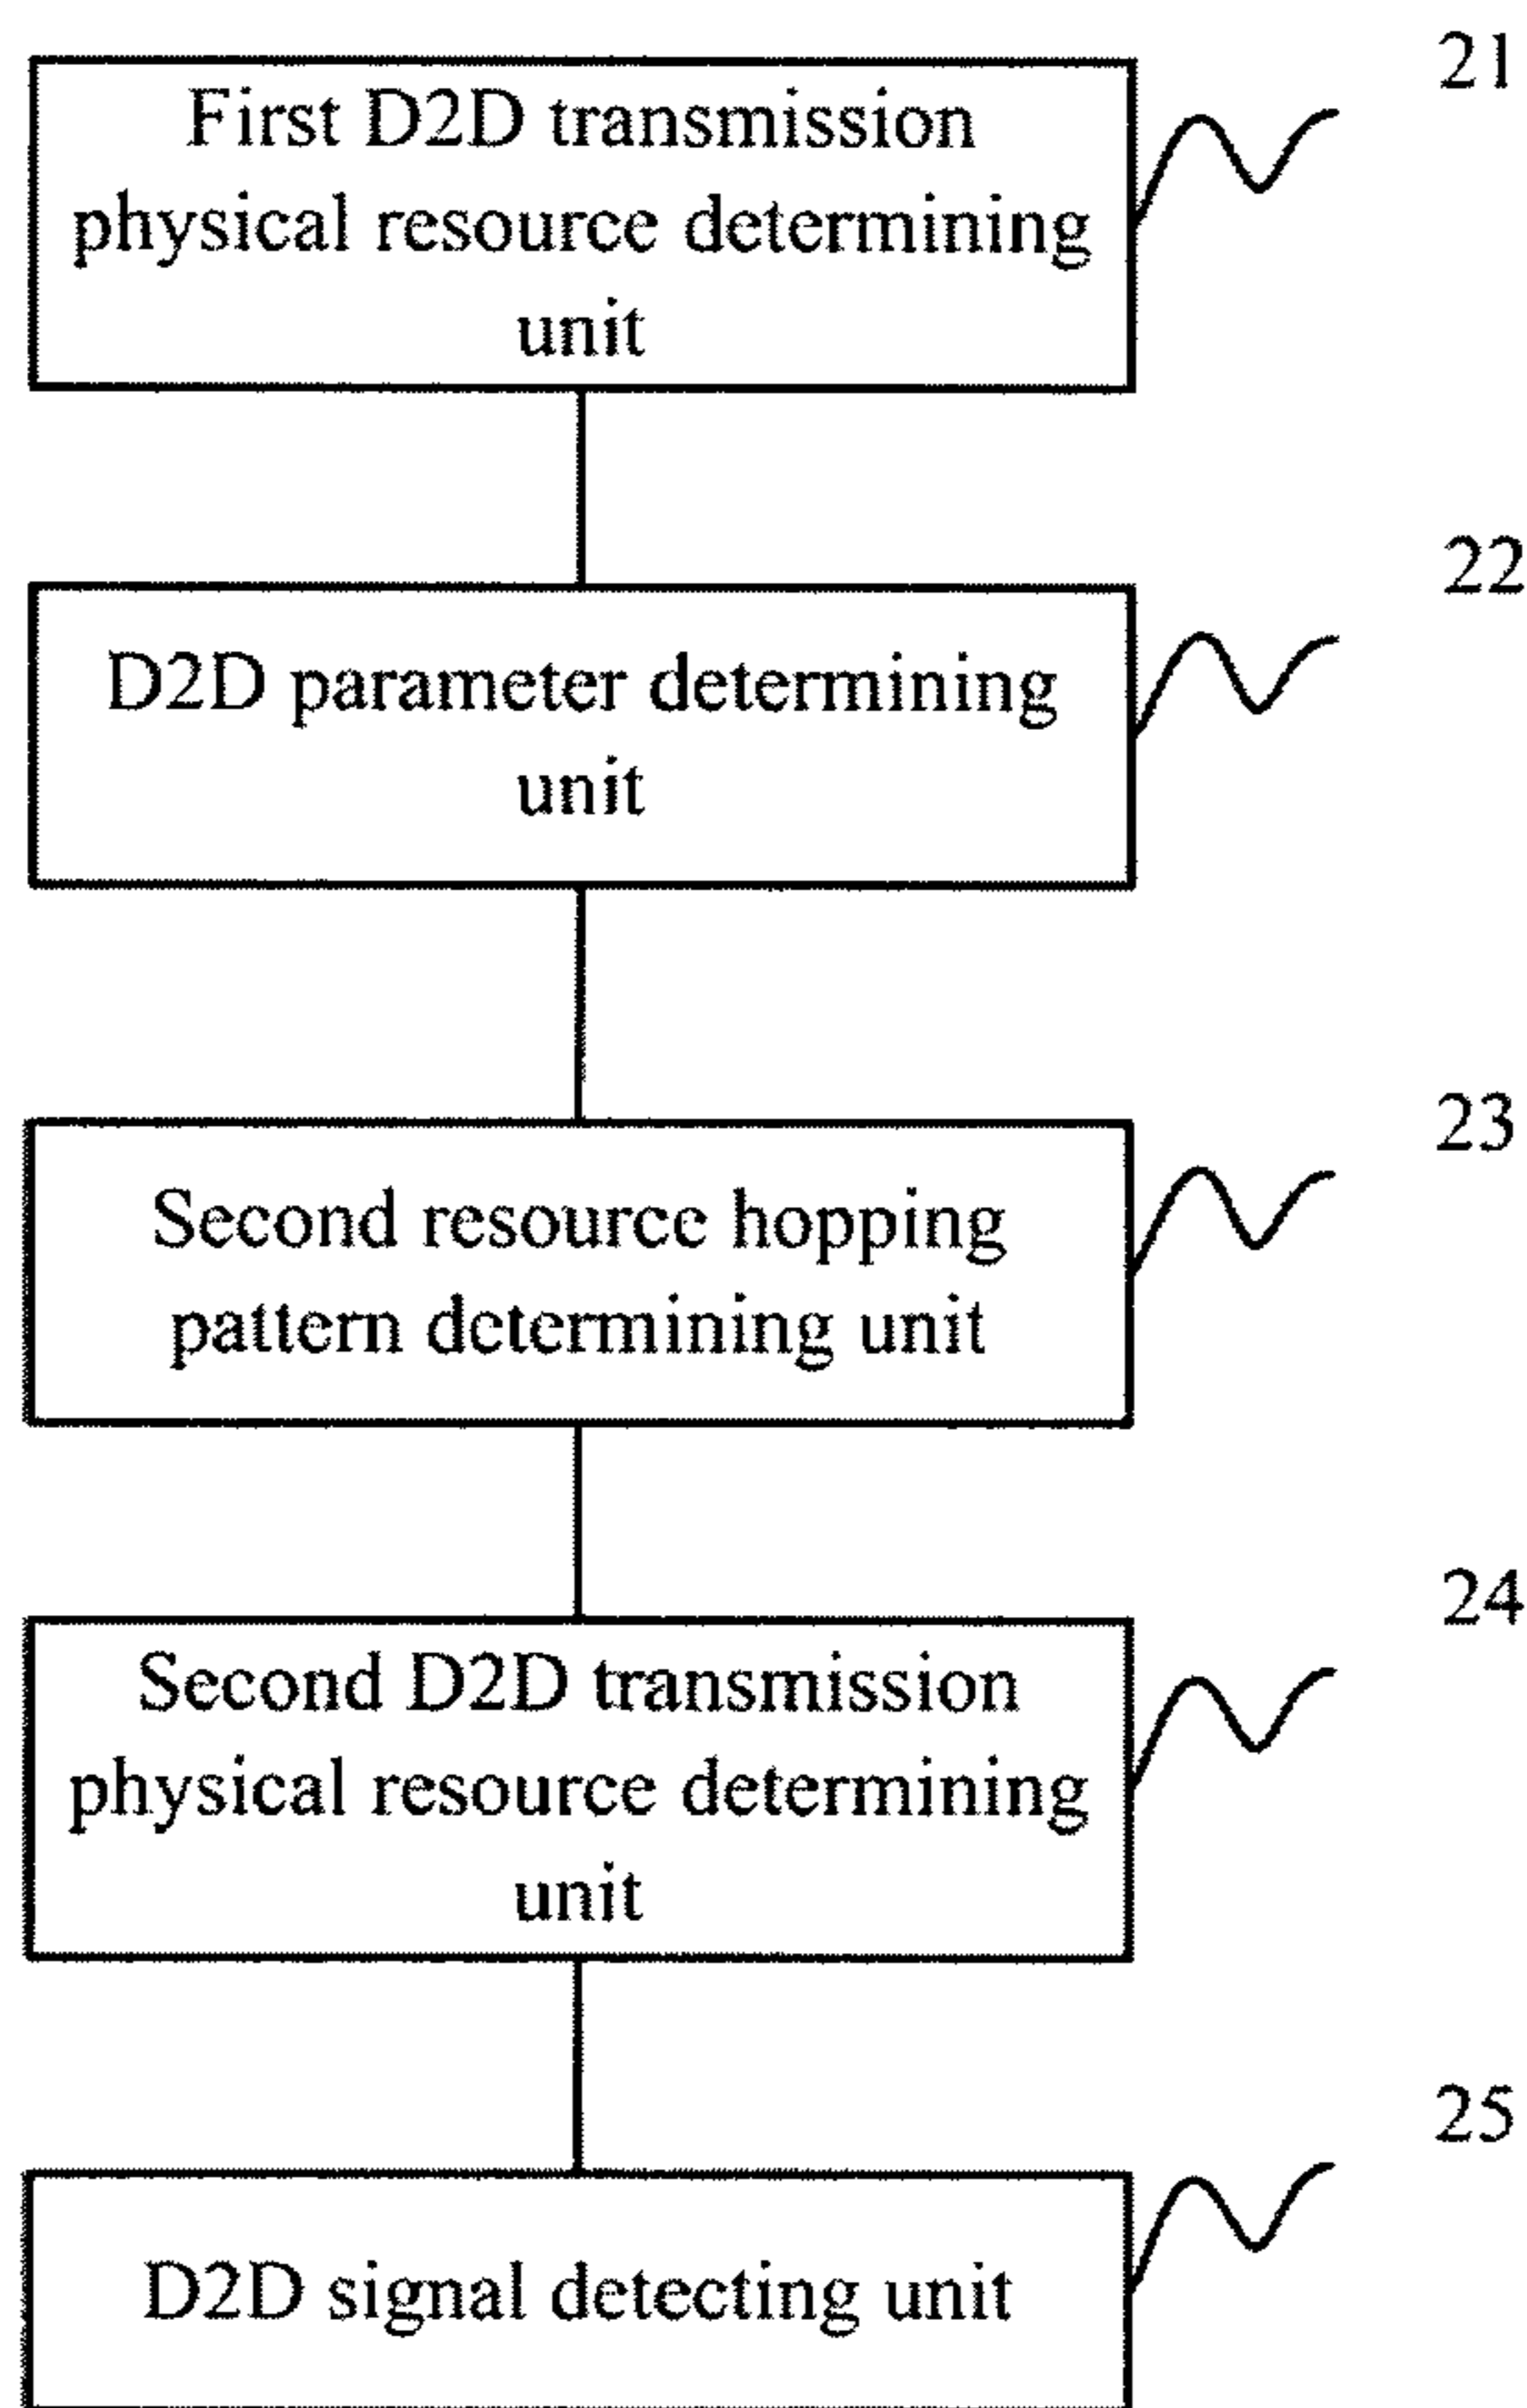 21
First D2D transmission
physical resource determining
unit
22
D2D parameter determining
unit
23
Second resource hopping
pattern determining unit
24
Second D2D transmission
physical resource determining
unit
25
D2D signal detecting unit